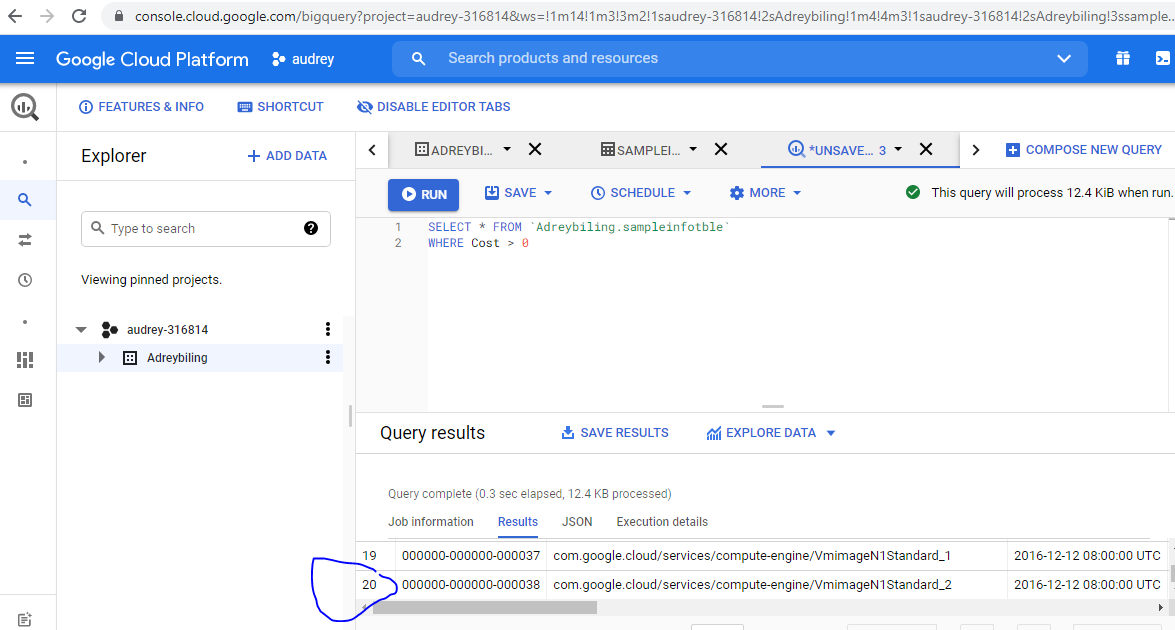 console.cloud.google.com/bigquery?project=audrey-316814&ws=!1m14!1m3!3m2!1saudrey-316814!2sAdreybiling!1m4!4m3!1saudrey-316814!2sAdreybiling!3ssample...
Google Cloud Platform audrey Search products and resources
FEATURES & INFO SHORTCUT DISABLE EDITOR TABS
Explorer + ADD DATA
ADREYBI... SAMPLEI... *UNSAVE... 3 COMPOSE NEW QUERY
RUN SAVE SCHEDULE MORE This query will process 12.4 KiB when run.
Type to search
1 SELECT * FROM `Adreybiling.sampleinfotble`
2 WHERE Cost > 0
Viewing pinned projects.
audrey-316814
Adreybiling
Query results SAVE RESULTS EXPLORE DATA
Query complete (0.3 sec elapsed, 12.4 KB processed)
Job information Results JSON Execution details
19 000000-000000-000037 com.google.cloud/services/compute-engine/VmimageN1Standard_1 2016-12-12 08:00:00 UTC
20 000000-000000-000038 com.google.cloud/services/compute-engine/VmimageN1Standard_2 2016-12-12 08:00:00 UTC